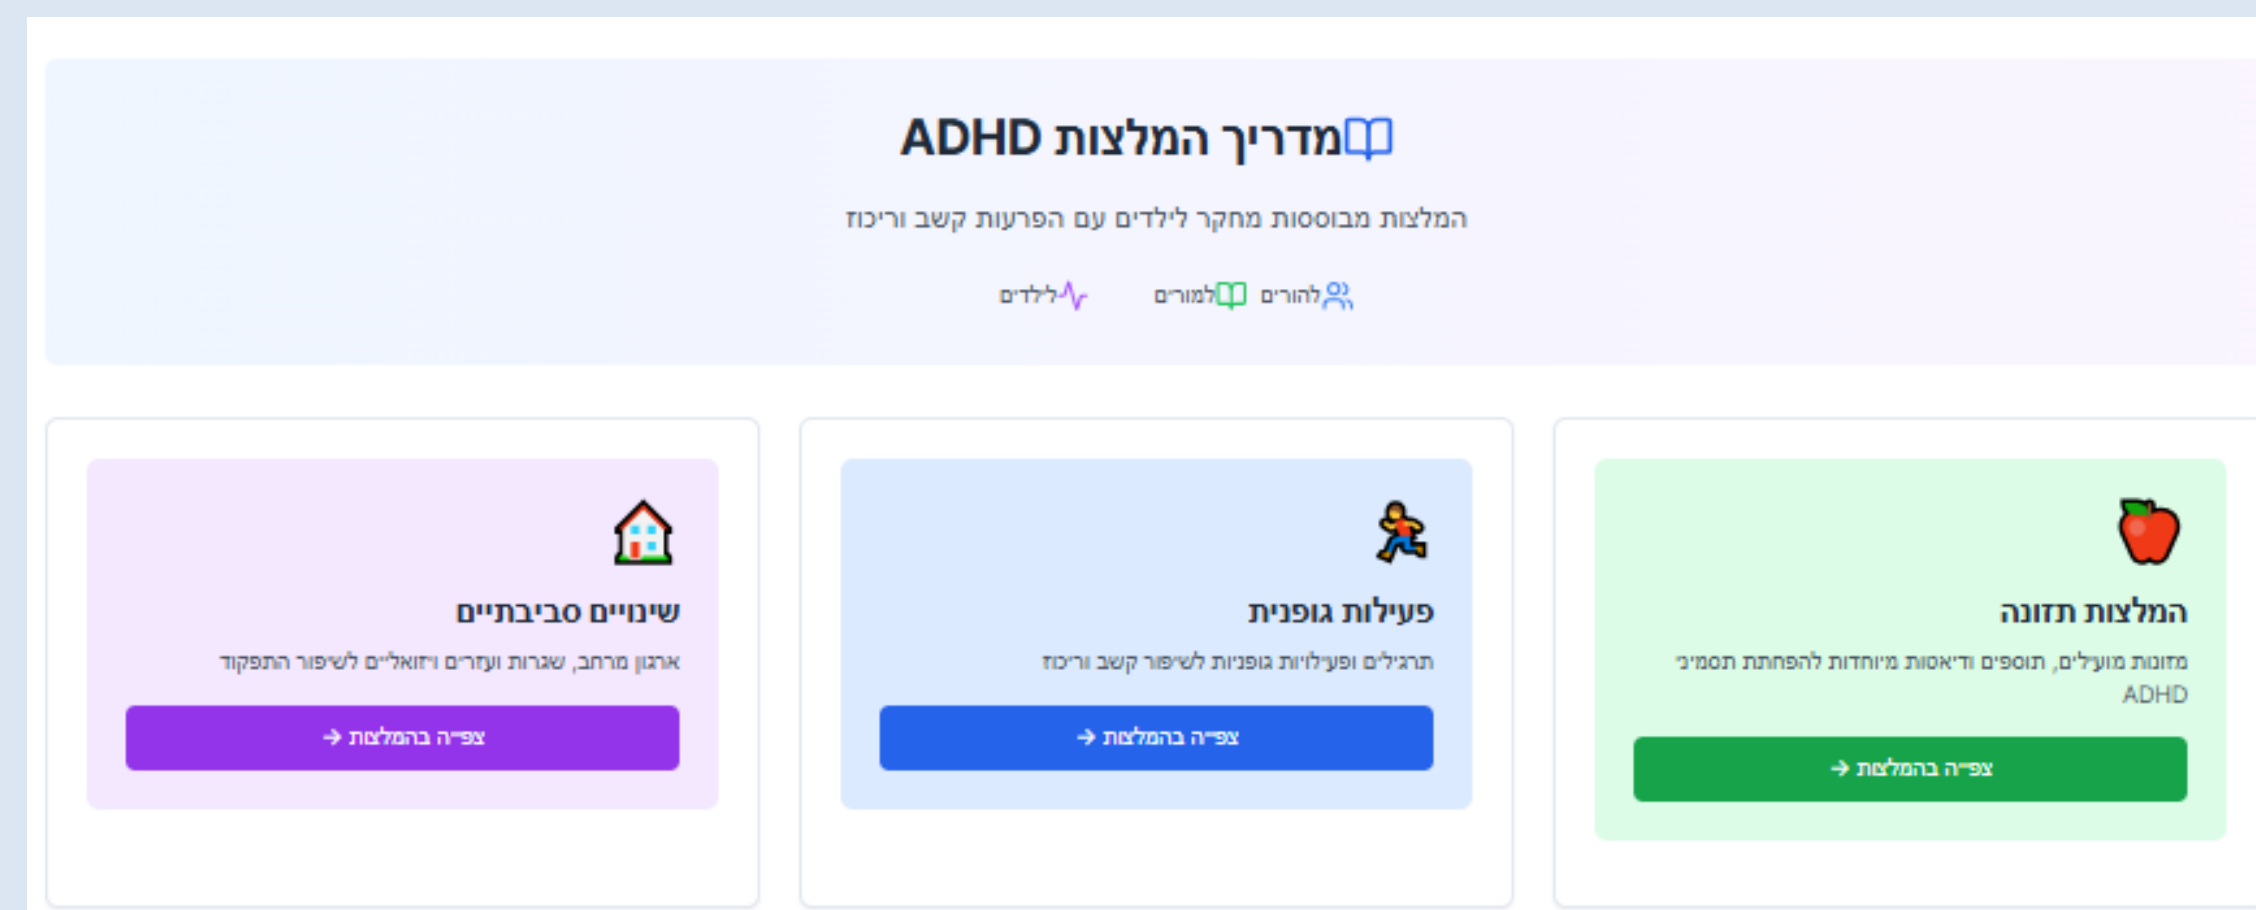 מדריך המלצות ADHD
המלצות מבוססות מחקר לילדים עם הפרעות קשב וריכוז
להורים
למורים
לילדים
המלצות תזונה
מזונות מועילים, תוספים ודיאטות מיוחדות להפחתת תסמיני
ADHD
צפייה בהמלצות ←
פעילות גופנית
תרגילים ופעילויות גופניות לשיפור קשב וריכוז
צפייה בהמלצות ←
שינויים סביבתיים
ארגון מרחב, שגרות ועזרים ויזואליים לשיפור התפקוד
צפייה בהמלצות ←